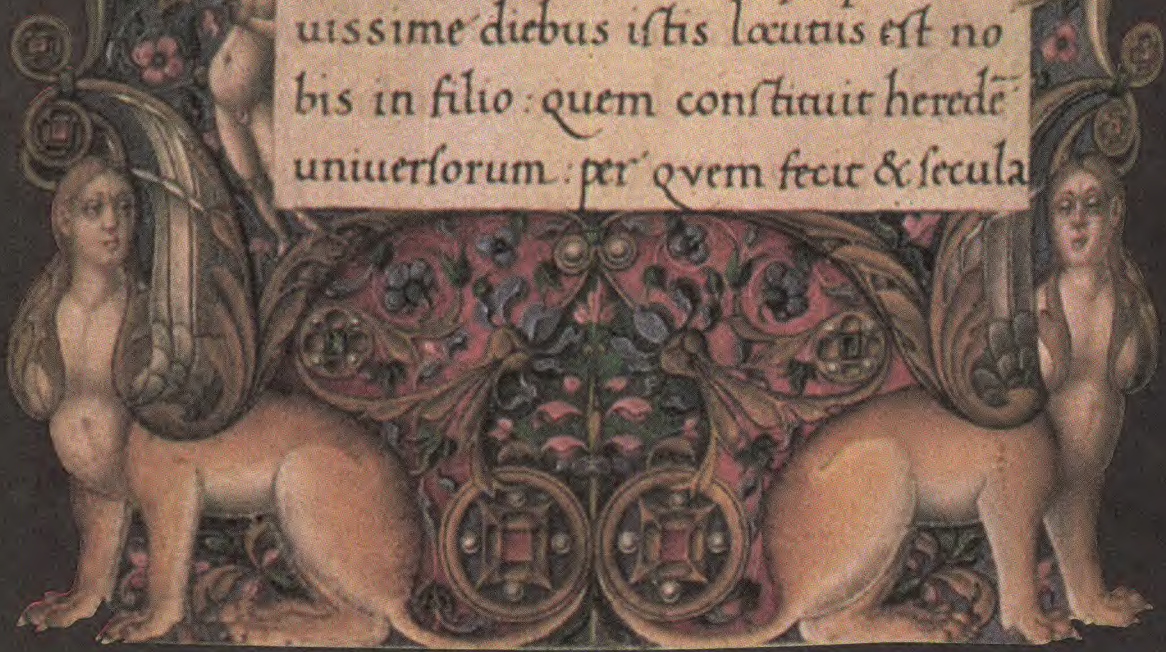 uissime diebus iſtis locutus eſt no
bis in filio : quem conſtituit heredē
uniuerſorum : per quem fecit & ſecula